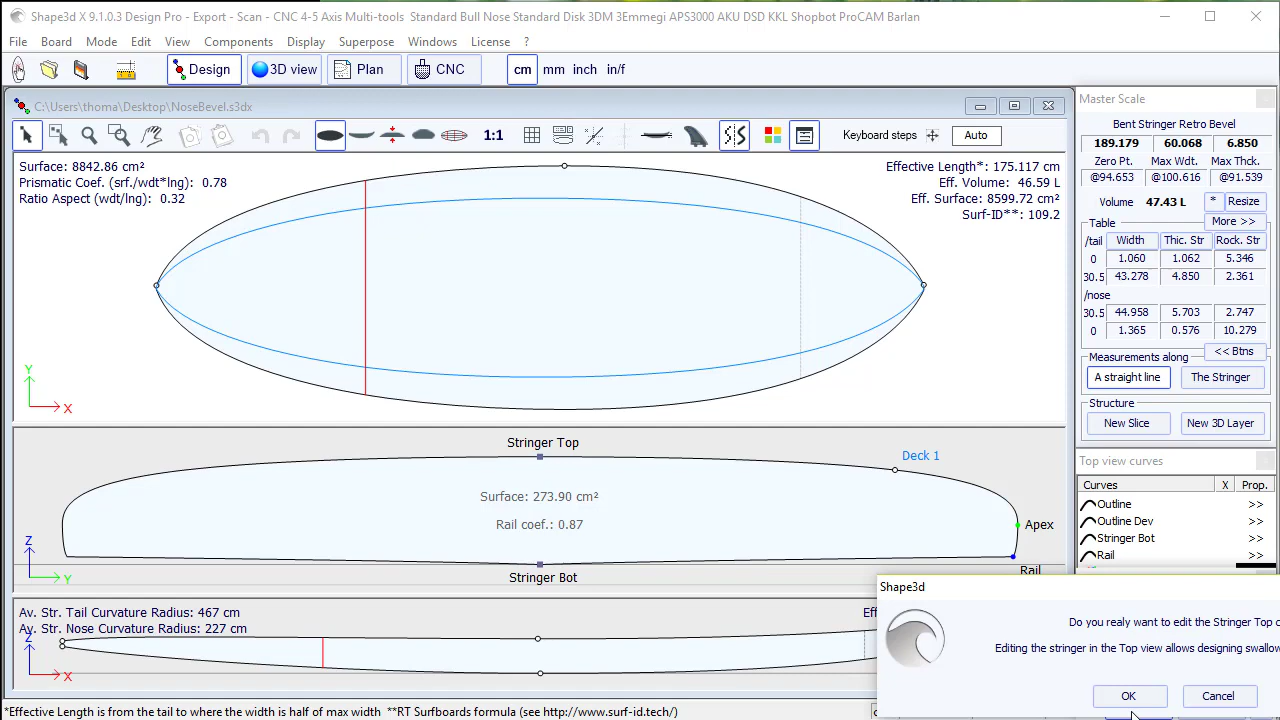 Shape3d X 9.1.0.3 Design Pro - Export - Scan - CNC 4-5 Axis Multi-tools  Standard Bull Nose Standard Disk 3DM 3Emmegi APS3000 AKU DSD KKL Shopbot ProCAM Barlan
File Board Mode Edit View Components Display Superpose Windows License ?
Design 3D view Plan CNC cm mm inch in/f
C:\Users\thoma\Desktop\NoseBevel.s3dx
1:1 Keyboard steps Auto
Surface: 8842.86 cm²
Prismatic Coef. (srf./wdt*lng): 0.78
Ratio Aspect (wdt/lng): 0.32
Effective Length*: 175.117 cm
Eff. Volume: 46.59 L
Eff. Surface: 8599.72 cm²
Surf-ID**: 109.2
Y
X
Stringer Top
Deck 1
Surface: 273.90 cm²
Rail coef.: 0.87
Apex
Z
Y
Stringer Bot
Rail
Av. Str. Tail Curvature Radius: 467 cm
Av. Str. Nose Curvature Radius: 227 cm
Z
X
*Effective Length is from the tail to where the width is half of max width  **RT Surfboards formula (see http://www.surf-id.tech/)
Master Scale
Bent Stringer Retro Bevel
189.179 60.068 6.850
Zero Pt. Max Wdt. Max Thck.
@94.653 @100.616 @91.539
Volume 47.43 L * Resize
Table More >>
/tail Width Thic. Str Rock. Str
0 1.060 1.062 5.346
30.5 43.278 4.850 2.361
/nose
30.5 44.958 5.703 2.747
0 1.365 0.576 10.279
<< Btns
Measurements along
A straight line The Stringer
Structure
New Slice New 3D Layer
Top view curves
Curves X Prop.
Outline >>
Outline Dev >>
Stringer Bot >>
Rail >>
Shape3d
Do you realy want to edit the Stringer Top
Editing the stringer in the Top view allows designing swallow
OK Cancel